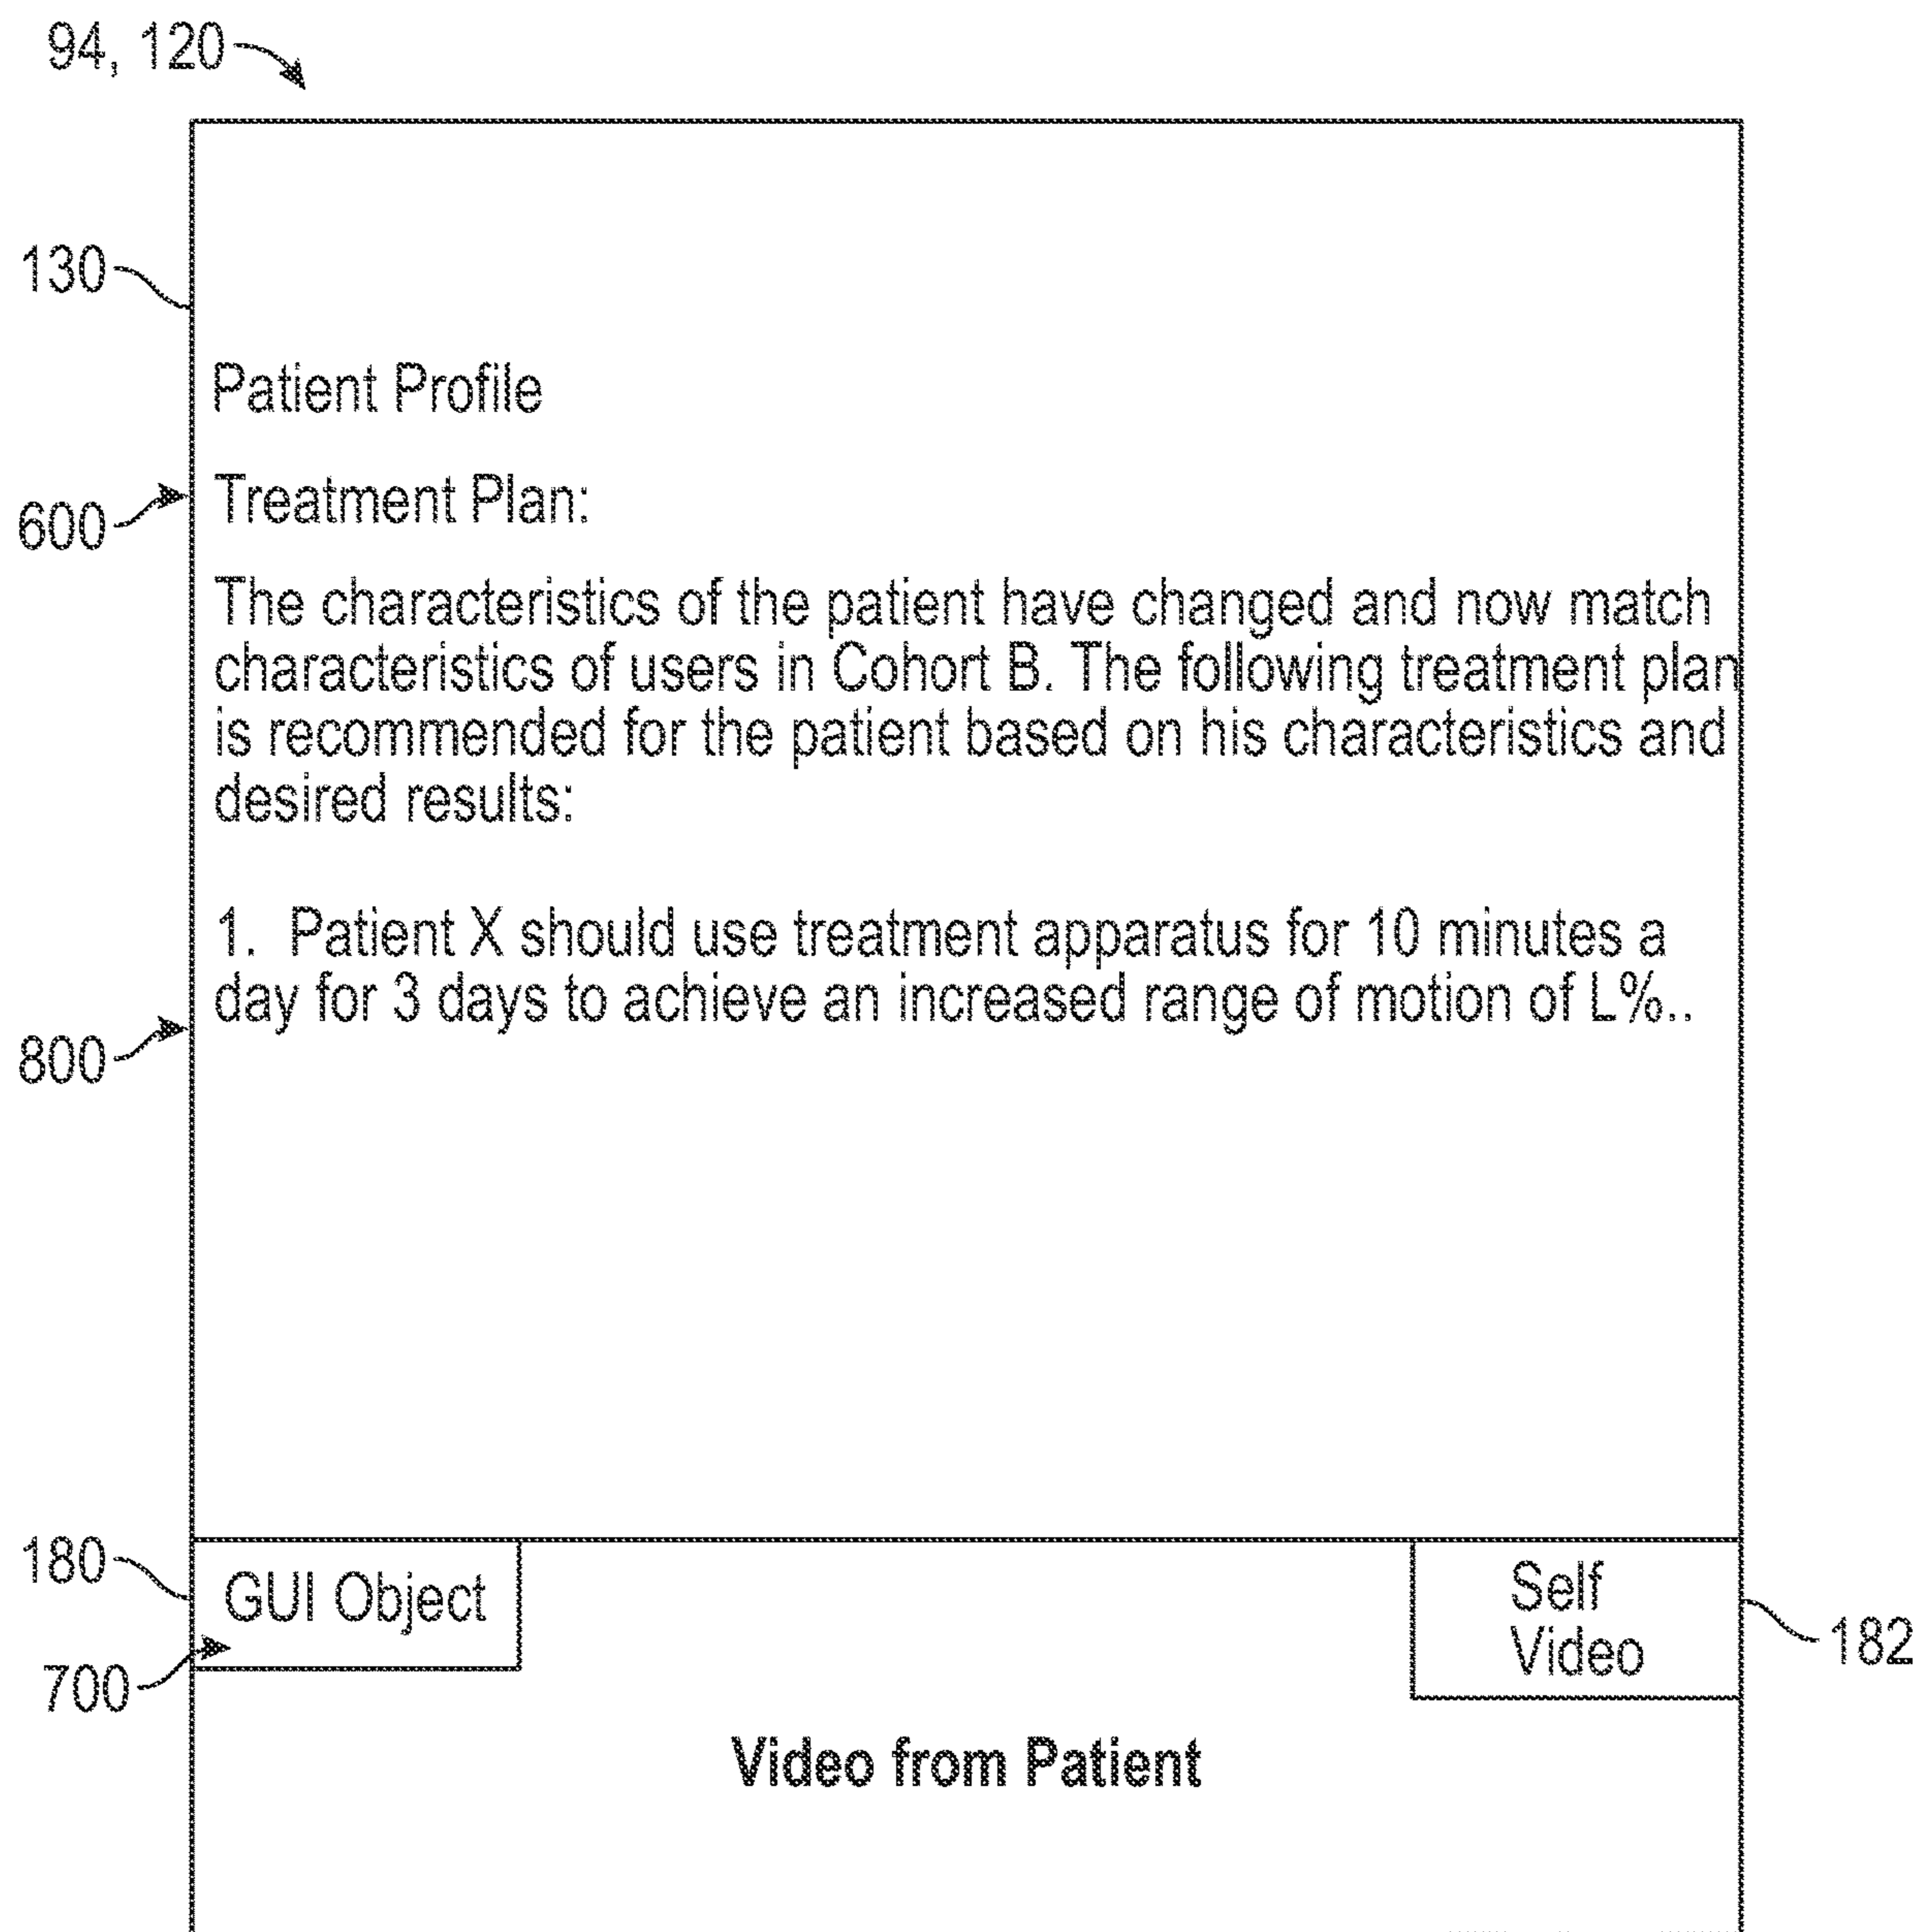 94, 120
130
Patient Profile
Treatment Plan:
600
The characteristics of the patient have changed and now match
characteristics of users in Cohort B. The following treatment plan
is recommended for the patient based on his characteristics and
desired results:
1. Patient X should use treatment apparatus for 10 minutes a
day for 3 days to achieve an increased range of motion of L%..
800
180
GUI Object
Self
Video
182
700
Video from Patient